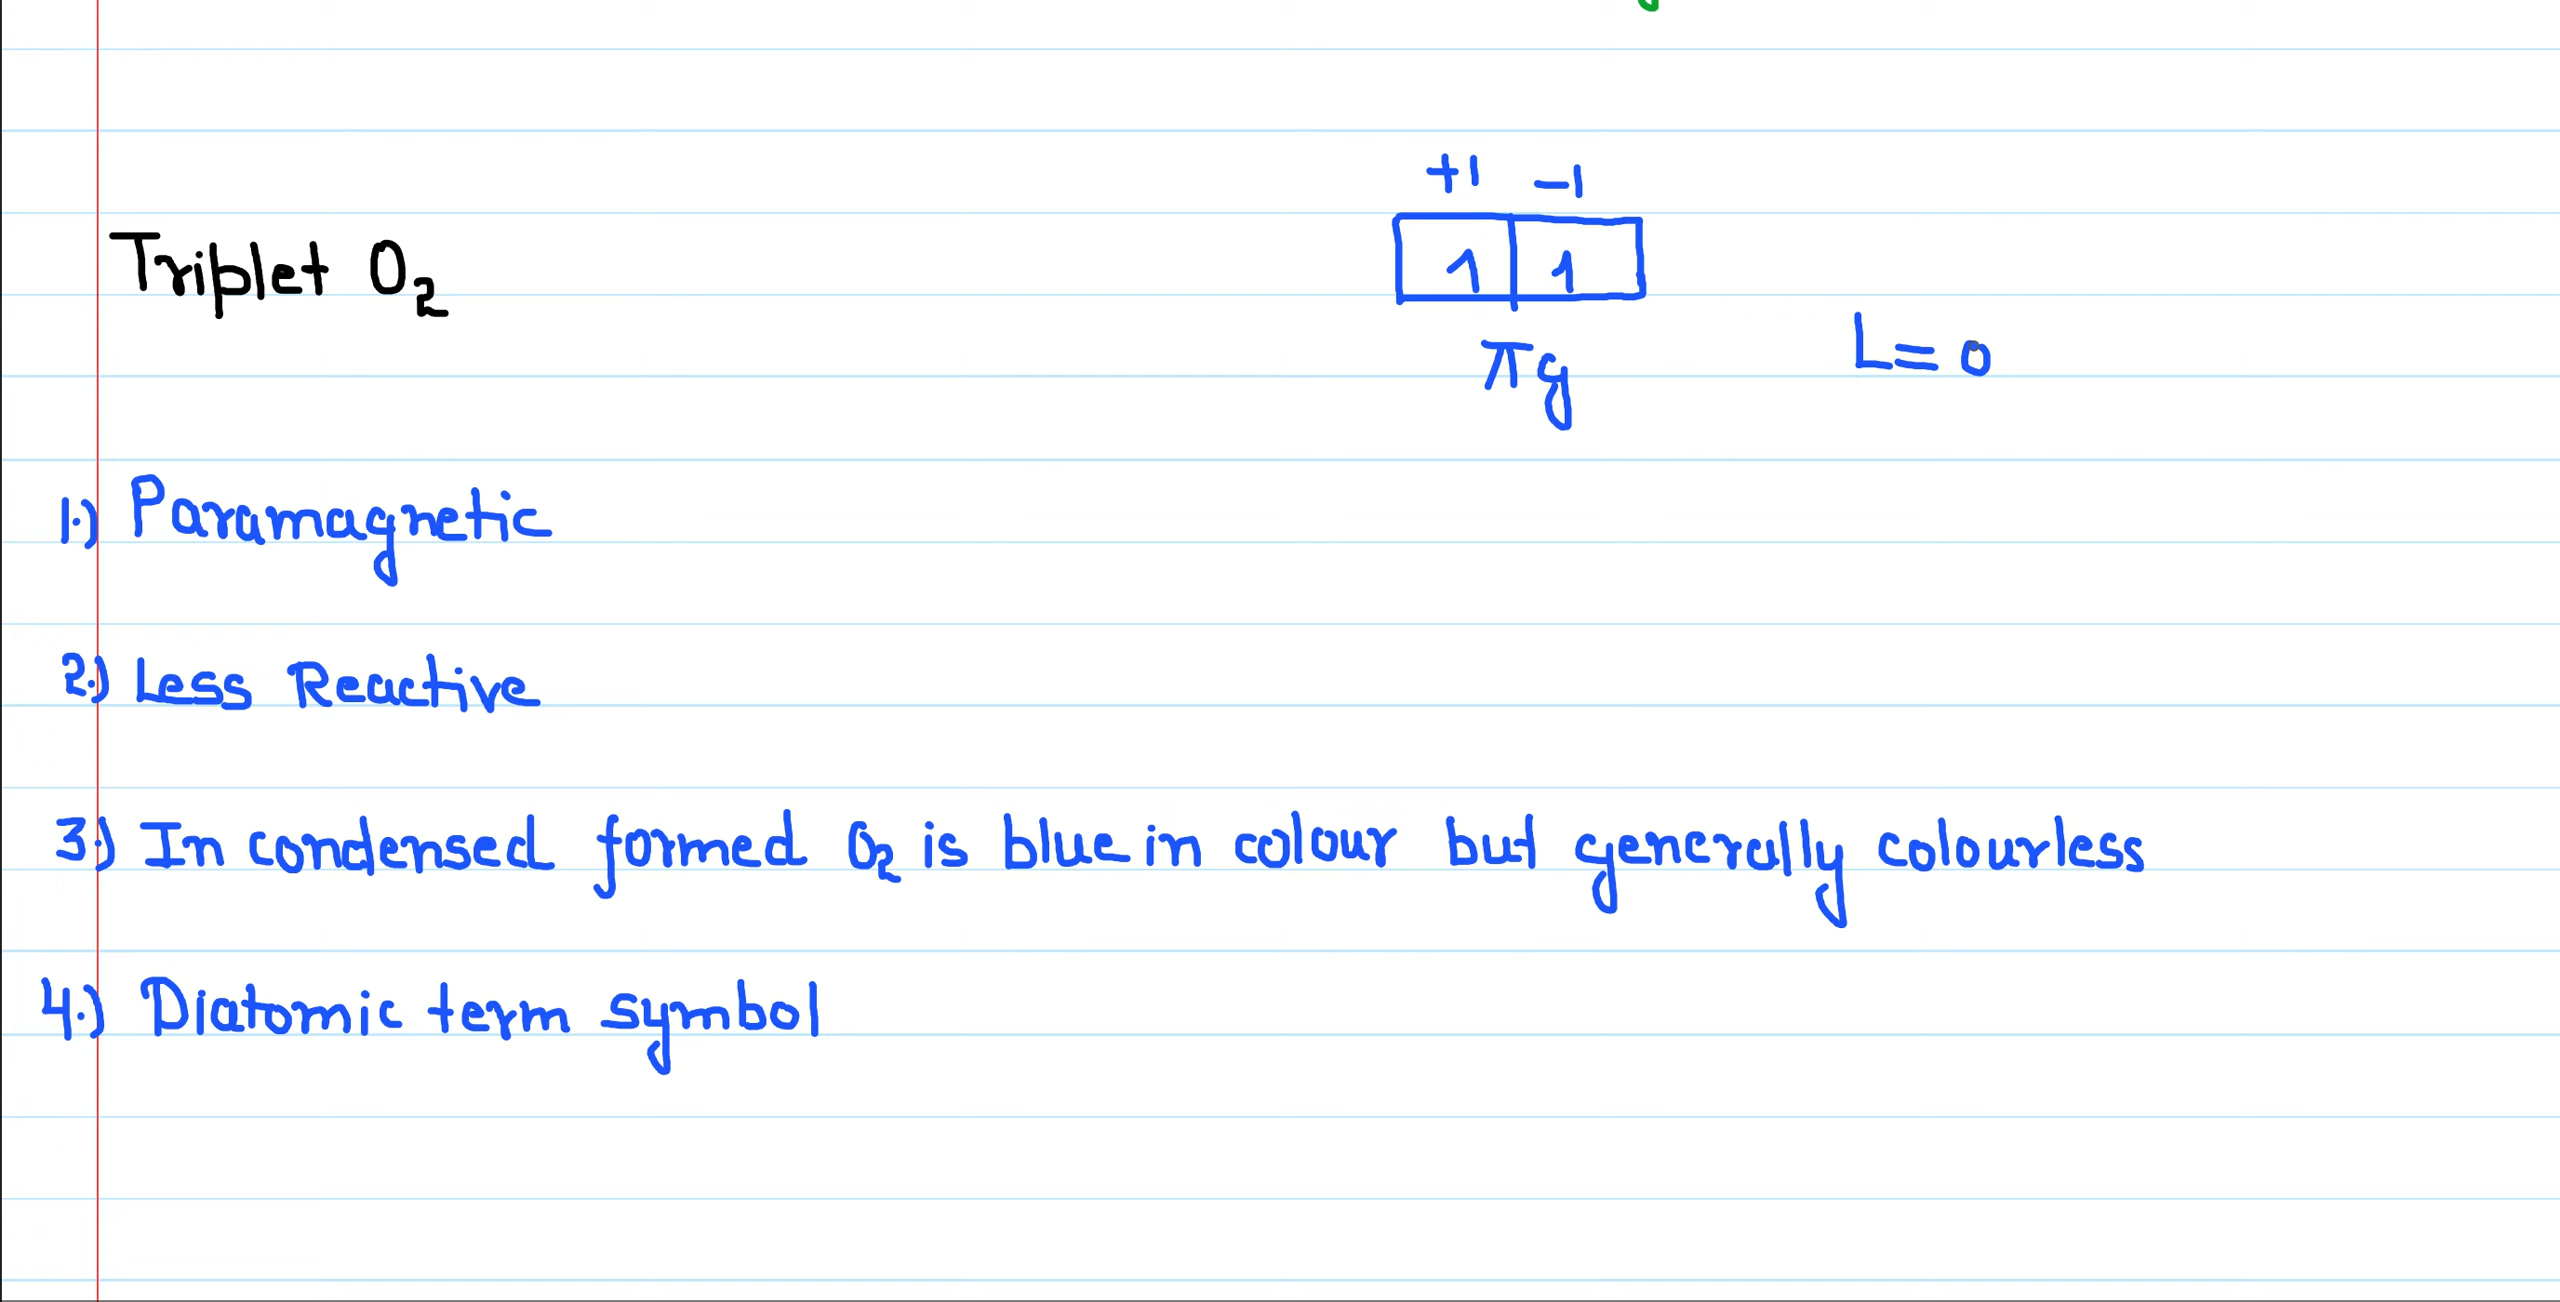 +1 -1
1 1
Triplet O₂
πg
L= 0
1.) Paramagnetic
2.) Less Reactive
3.) In condensed formed O₂ is blue in colour but generally colourless
4.) Diatomic term symbol